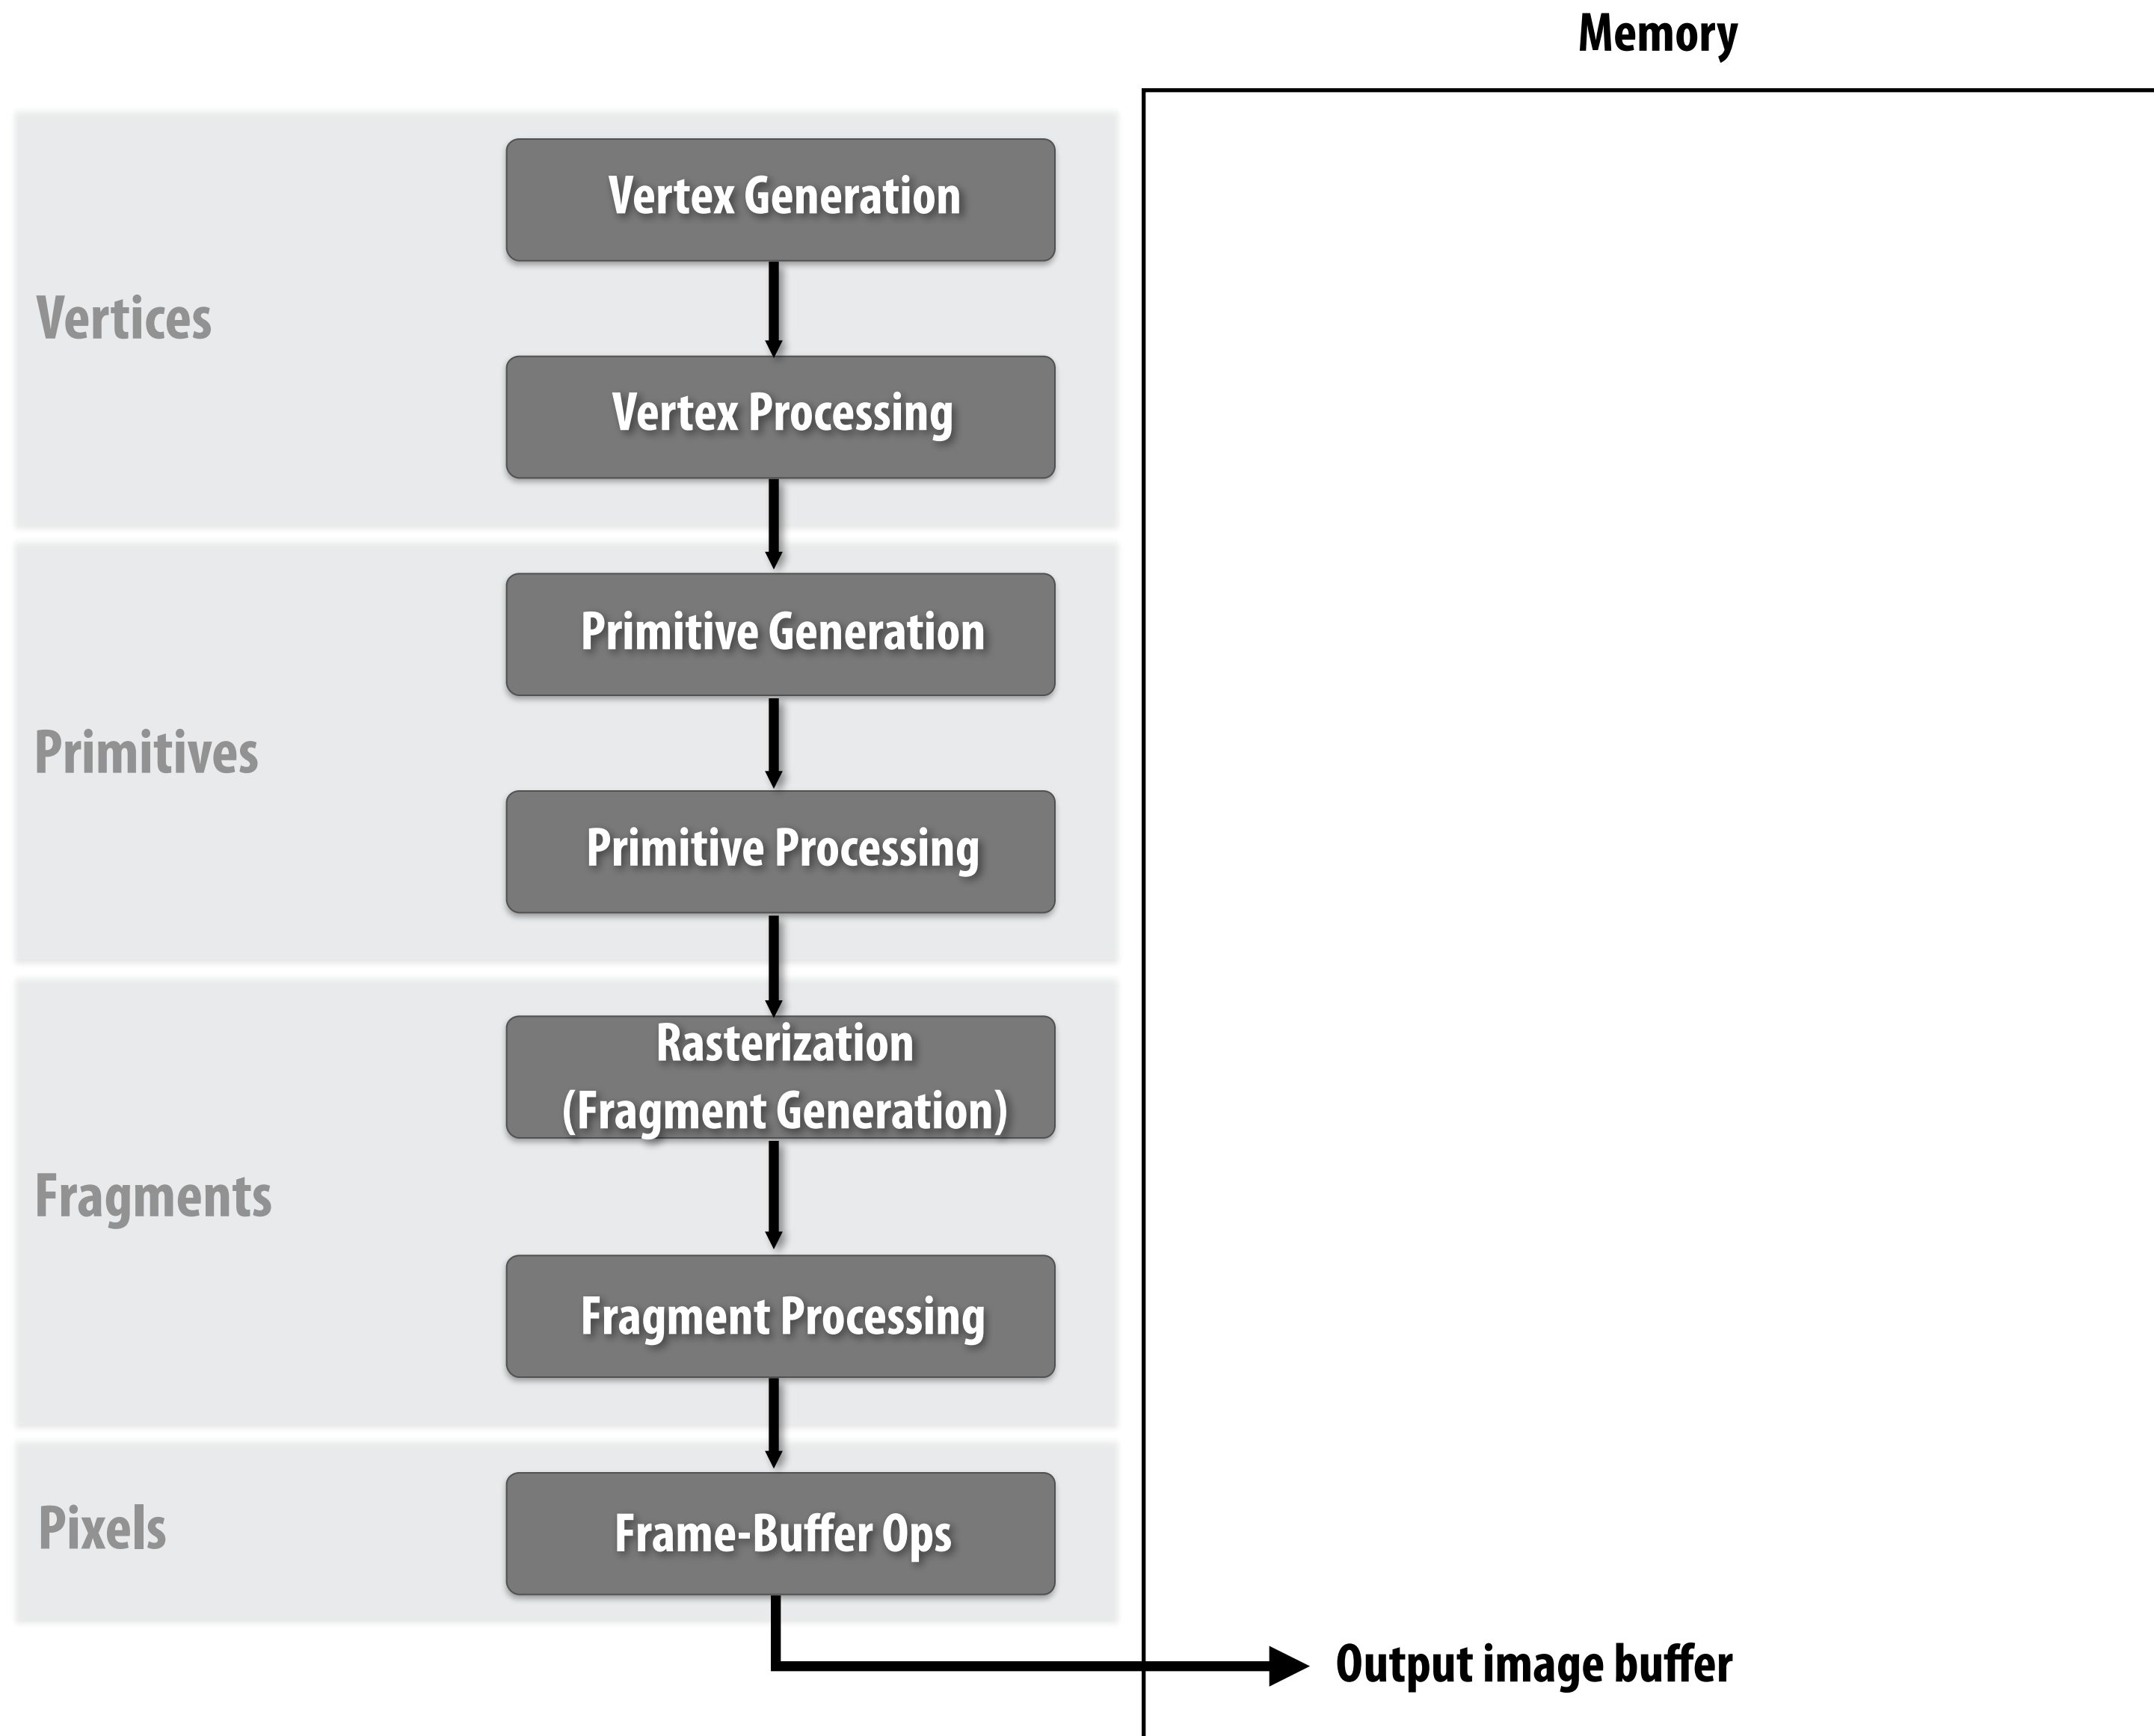 Memory
Vertices
Vertex Generation
Vertex Processing
Primitives
Primitive Generation
Primitive Processing
Fragments
Rasterization
(Fragment Generation)
Fragment Processing
Pixels
Frame-Buffer Ops
Output image buffer